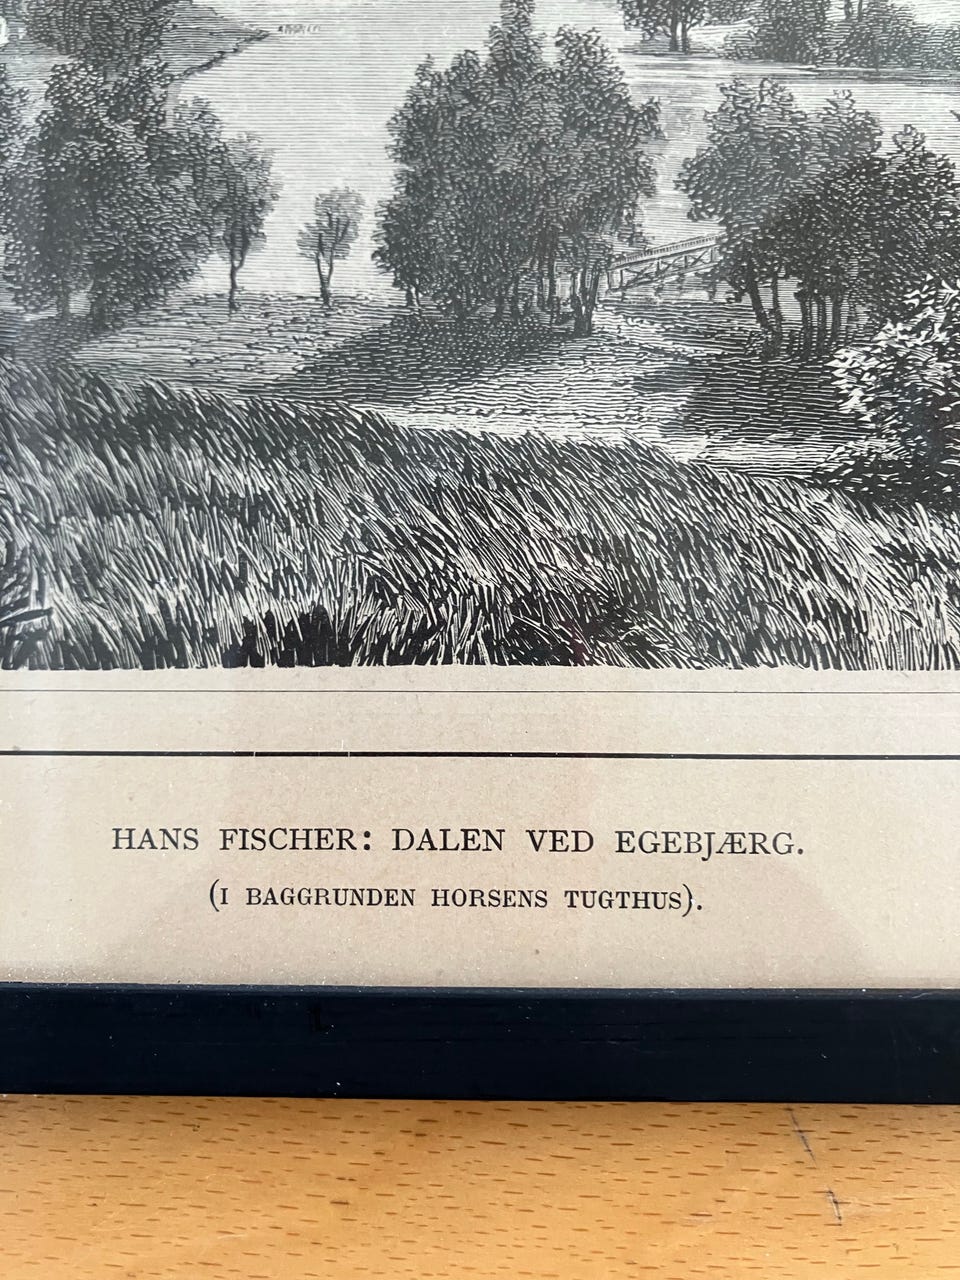 HANS FISCHER: DALEN VED EGEBJÆRG.
(I BAGGRUNDEN HORSENS TUGTHUS).